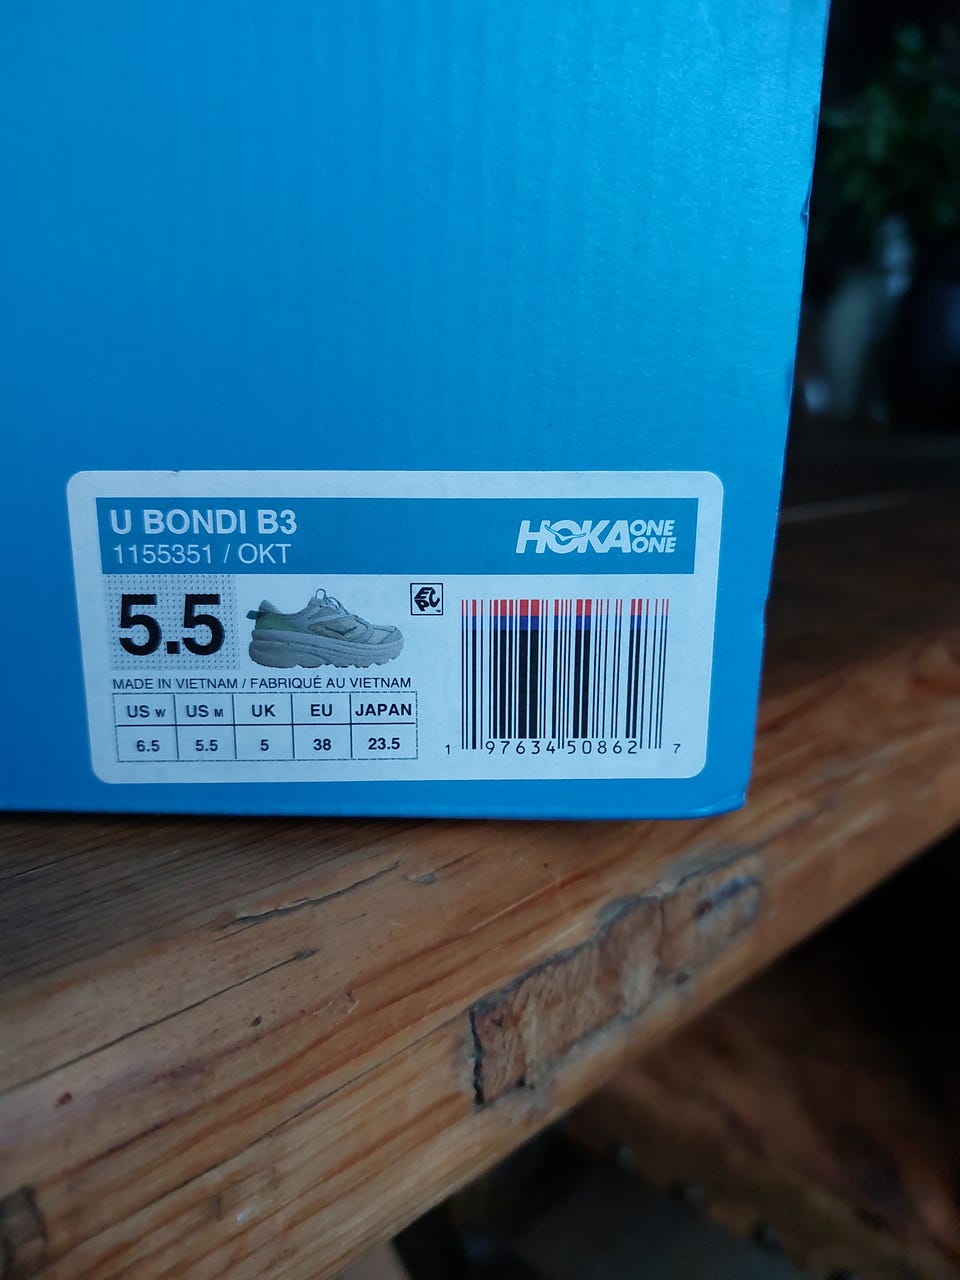 U BONDI B3
1155351 / OKT
HOKA ONE ONE
5.5
EPC
MADE IN VIETNAM / FABRIQUÉ AU VIETNAM
US W US M UK EU JAPAN
6.5 5.5 5 38 23.5
1 97634 50862 7